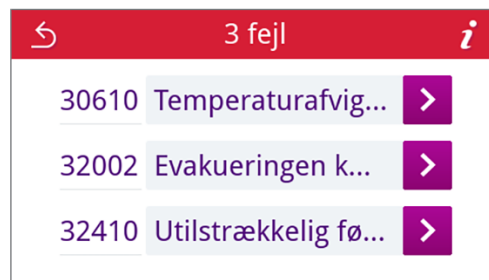 3 fejl
30610 Temperaturafvig...
32002 Evakueringen k...
32410 Utilstrækkelig fø...